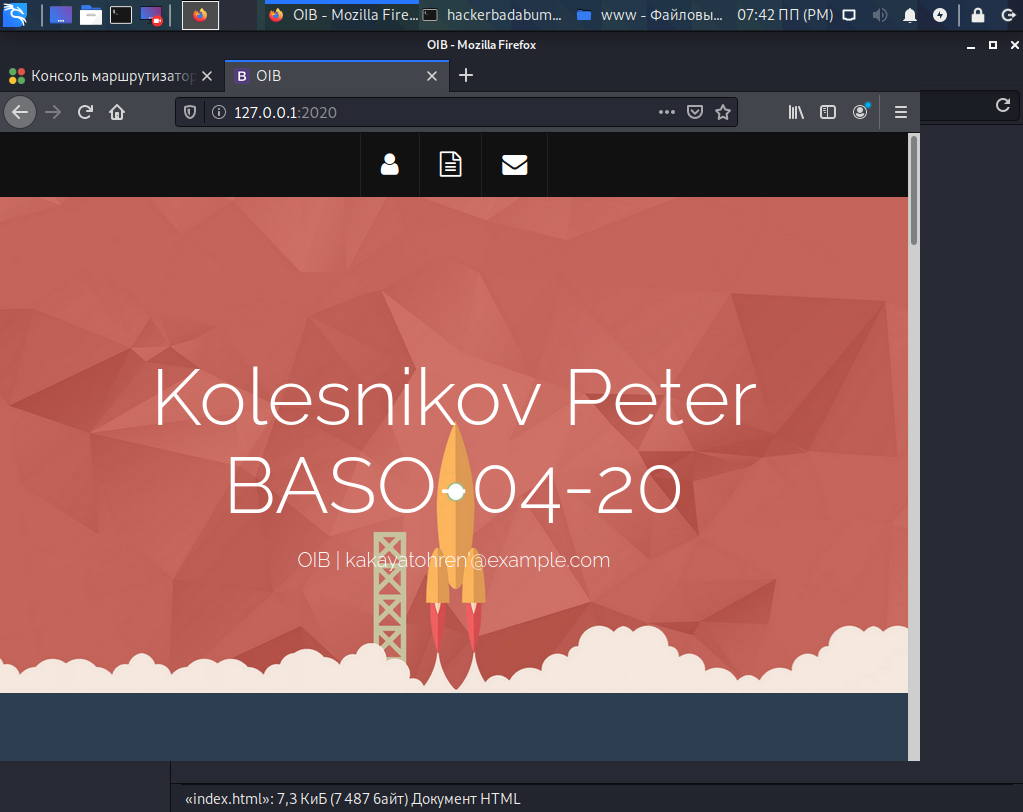 OIB - Mozilla Fire...
hackerbadabum...
www - Файловы...
07:42 ПП (PM)
OIB - Mozilla Firefox
Консоль маршрутизатор
B OIB
127.0.0.1:2020
Kolesnikov Peter
BASO-04-20
OIB | kakayatohren'@example.com
«index.html»: 7,3 КиБ (7 487 байт) Документ HTML